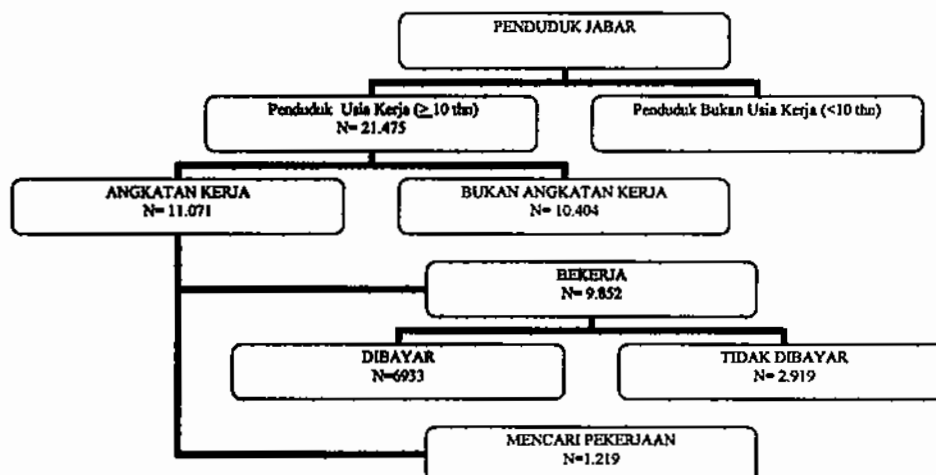 PENDUDUK JABAR
Penduduk Usia Kerja (≥ 10 thn)
N= 21.475
Penduduk Bukan Usia Kerja (<10 thn)
ANGKATAN KERJA
N= 11.071
BUKAN ANGKATAN KERJA
N= 10.404
BEKERJA
N= 9.852
DIBAYAR
N=6933
TIDAK DIBAYAR
N= 2.919
MENCARI PEKERJAAN
N=1.219